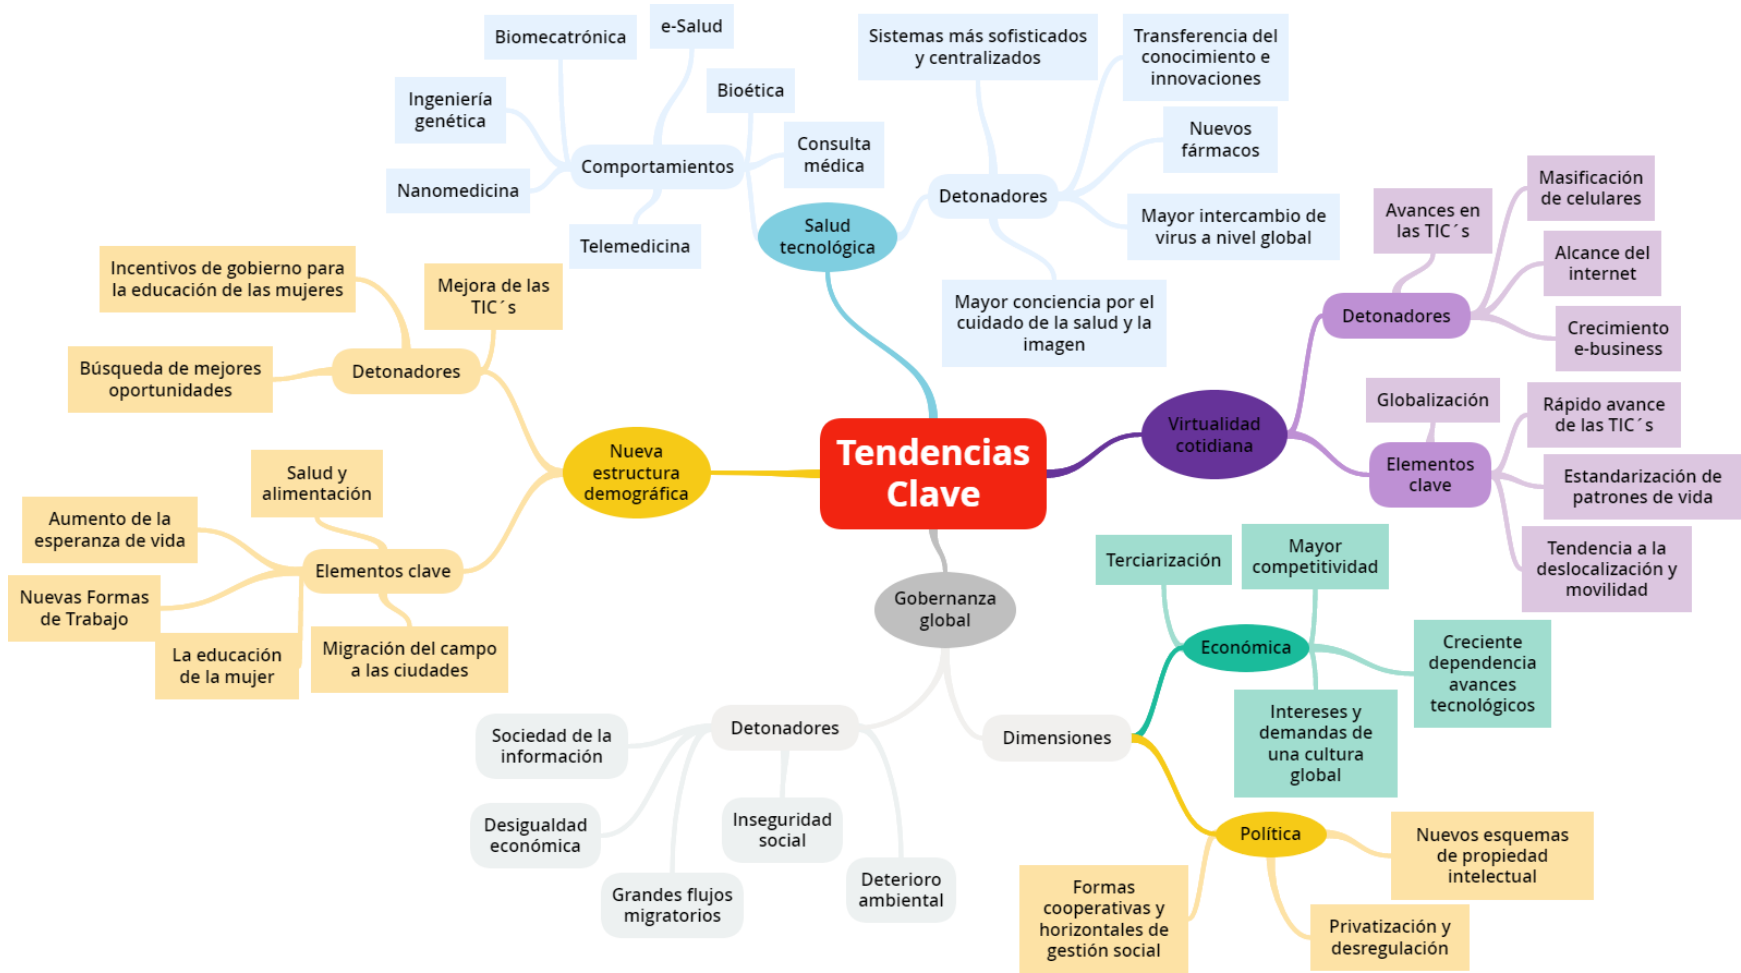 Tendencias
Clave
Salud
tecnológica
Comportamientos
Biomecatrónica
e-Salud
Ingeniería
genética
Bioética
Nanomedicina
Consulta
médica
Telemedicina
Detonadores
Sistemas más sofisticados
y centralizados
Transferencia del
conocimiento e
innovaciones
Nuevos
fármacos
Mayor intercambio de
virus a nivel global
Mayor conciencia por el
cuidado de la salud y la
imagen
Virtualidad
cotidiana
Detonadores
Avances en
las TIC´s
Masificación
de celulares
Alcance del
internet
Crecimiento
e-business
Elementos
clave
Globalización
Rápido avance
de las TIC´s
Estandarización de
patrones de vida
Tendencia a la
deslocalización y
movilidad
Nueva
estructura
demográfica
Detonadores
Incentivos de gobierno para
la educación de las mujeres
Mejora de las
TIC´s
Búsqueda de mejores
oportunidades
Elementos clave
Salud y
alimentación
Aumento de la
esperanza de vida
Nuevas Formas
de Trabajo
La educación
de la mujer
Migración del campo
a las ciudades
Gobernanza
global
Detonadores
Sociedad de la
información
Desigualdad
económica
Grandes flujos
migratorios
Inseguridad
social
Deterioro
ambiental
Dimensiones
Económica
Terciarización
Mayor
competitividad
Creciente
dependencia
avances
tecnológicos
Intereses y
demandas de
una cultura
global
Política
Nuevos esquemas
de propiedad
intelectual
Privatización y
desregulación
Formas
cooperativas y
horizontales de
gestión social